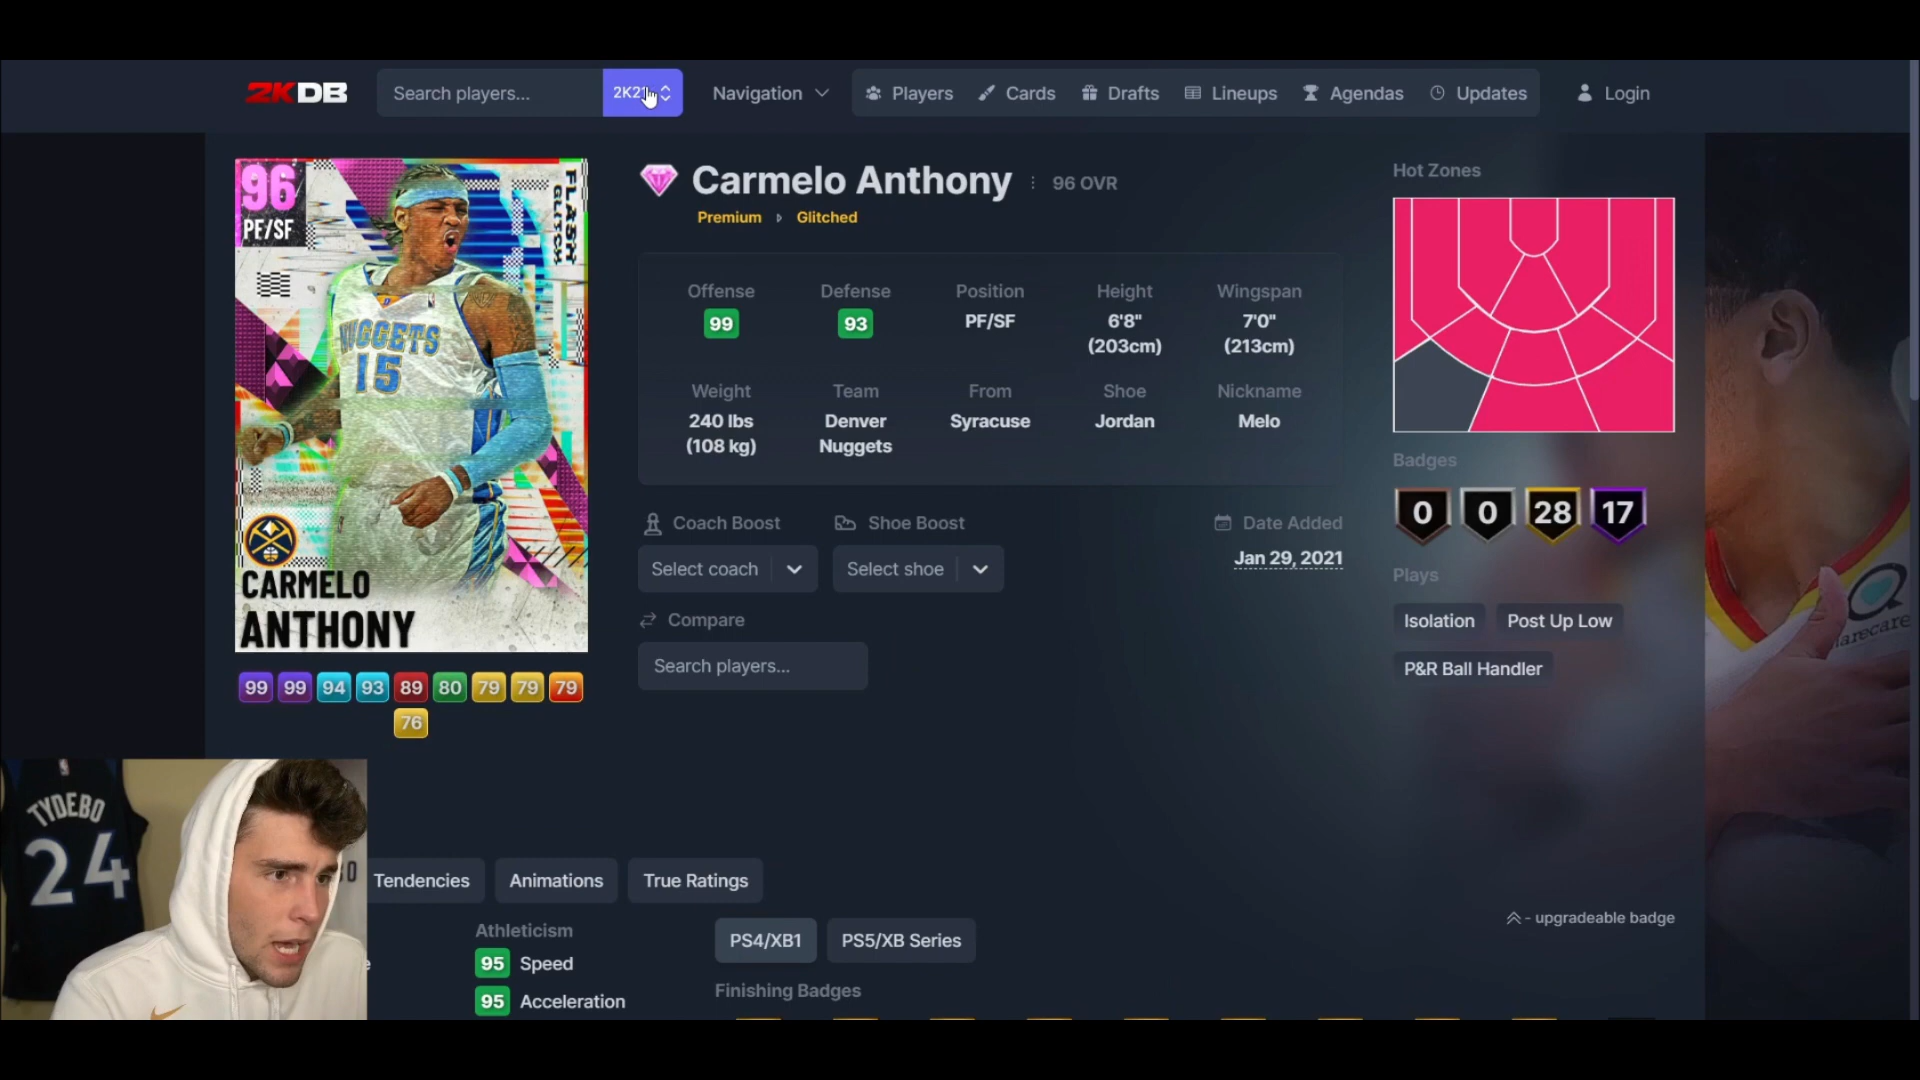 2KDB
Search players...
2K21
Navigation
Players
Cards
Drafts
Lineups
Agendas
Updates
Login
96
PF/SF
FLASH
GLITCH
NUGGETS
15
CARMELO
ANTHONY
99 99 94 93 89 80 79 79 79
76
Carmelo Anthony
96 OVR
Premium
Glitched
Offense
99
Defense
93
Position
PF/SF
Height
6'8"
(203cm)
Wingspan
7'0"
(213cm)
Weight
240 lbs
(108 kg)
Team
Denver
Nuggets
From
Syracuse
Shoe
Jordan
Nickname
Melo
Coach Boost
Select coach
Shoe Boost
Select shoe
Date Added
Jan 29, 2021
Compare
Search players...
Hot Zones
Badges
0 0 28 17
Plays
Isolation
Post Up Low
P&R Ball Handler
TYDEBO
24
Tendencies
Animations
True Ratings
- upgradeable badge
Athleticism
95 Speed
95 Acceleration
PS4/XB1
PS5/XB Series
Finishing Badges